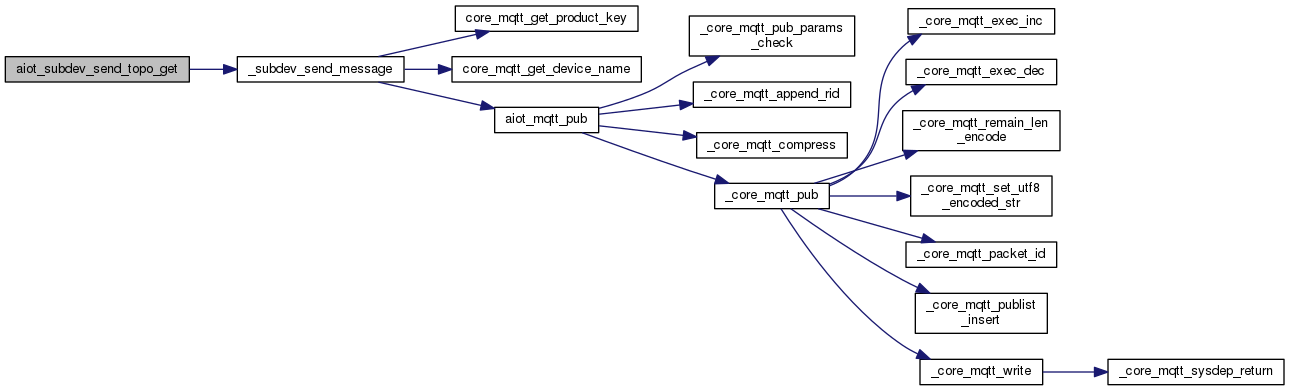 aiot_subdev_send_topo_get
_subdev_send_message
core_mqtt_get_product_key
core_mqtt_get_device_name
aiot_mqtt_pub
_core_mqtt_pub_params
_check
_core_mqtt_append_rid
_core_mqtt_compress
_core_mqtt_pub
_core_mqtt_exec_inc
_core_mqtt_exec_dec
_core_mqtt_remain_len
_encode
_core_mqtt_set_utf8
_encoded_str
_core_mqtt_packet_id
_core_mqtt_publist
_insert
_core_mqtt_write
_core_mqtt_sysdep_return